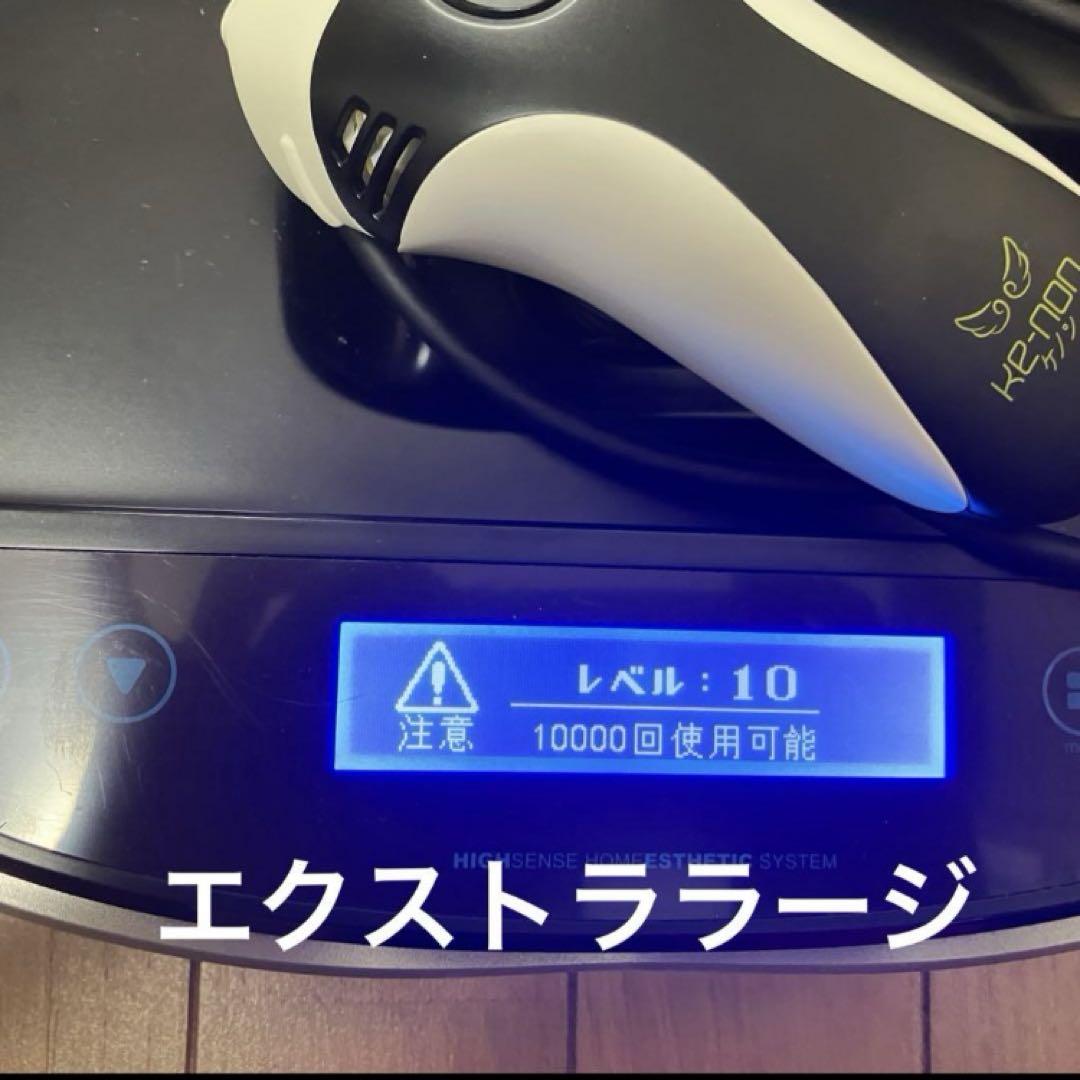 ke-non
ケノン
レベル：10
注意
10000回使用可能
HIGHSENSE HOMEESTHETIC SYSTEM
エクストララージ